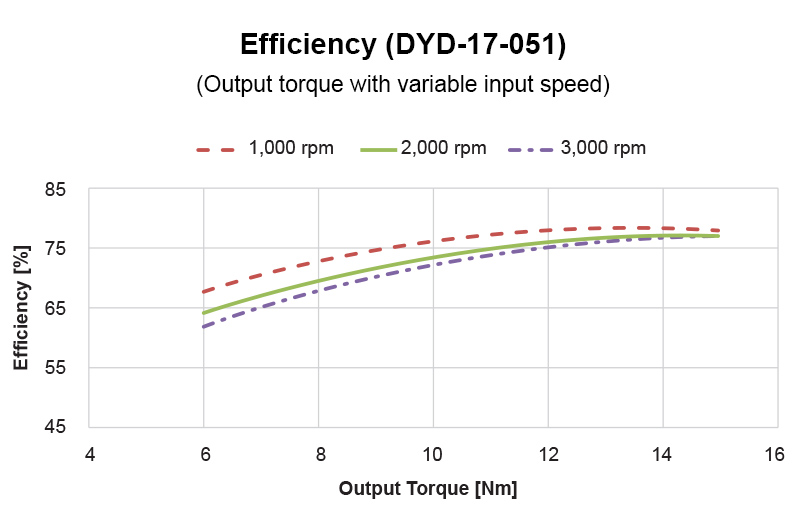 Efficiency (DYD-17-051)
(Output torque with variable input speed)
1,000 rpm 2,000 rpm 3,000 rpm
85
75
65
55
45
Efficiency [%]
4 6 8 10 12 14 16
Output Torque [Nm]